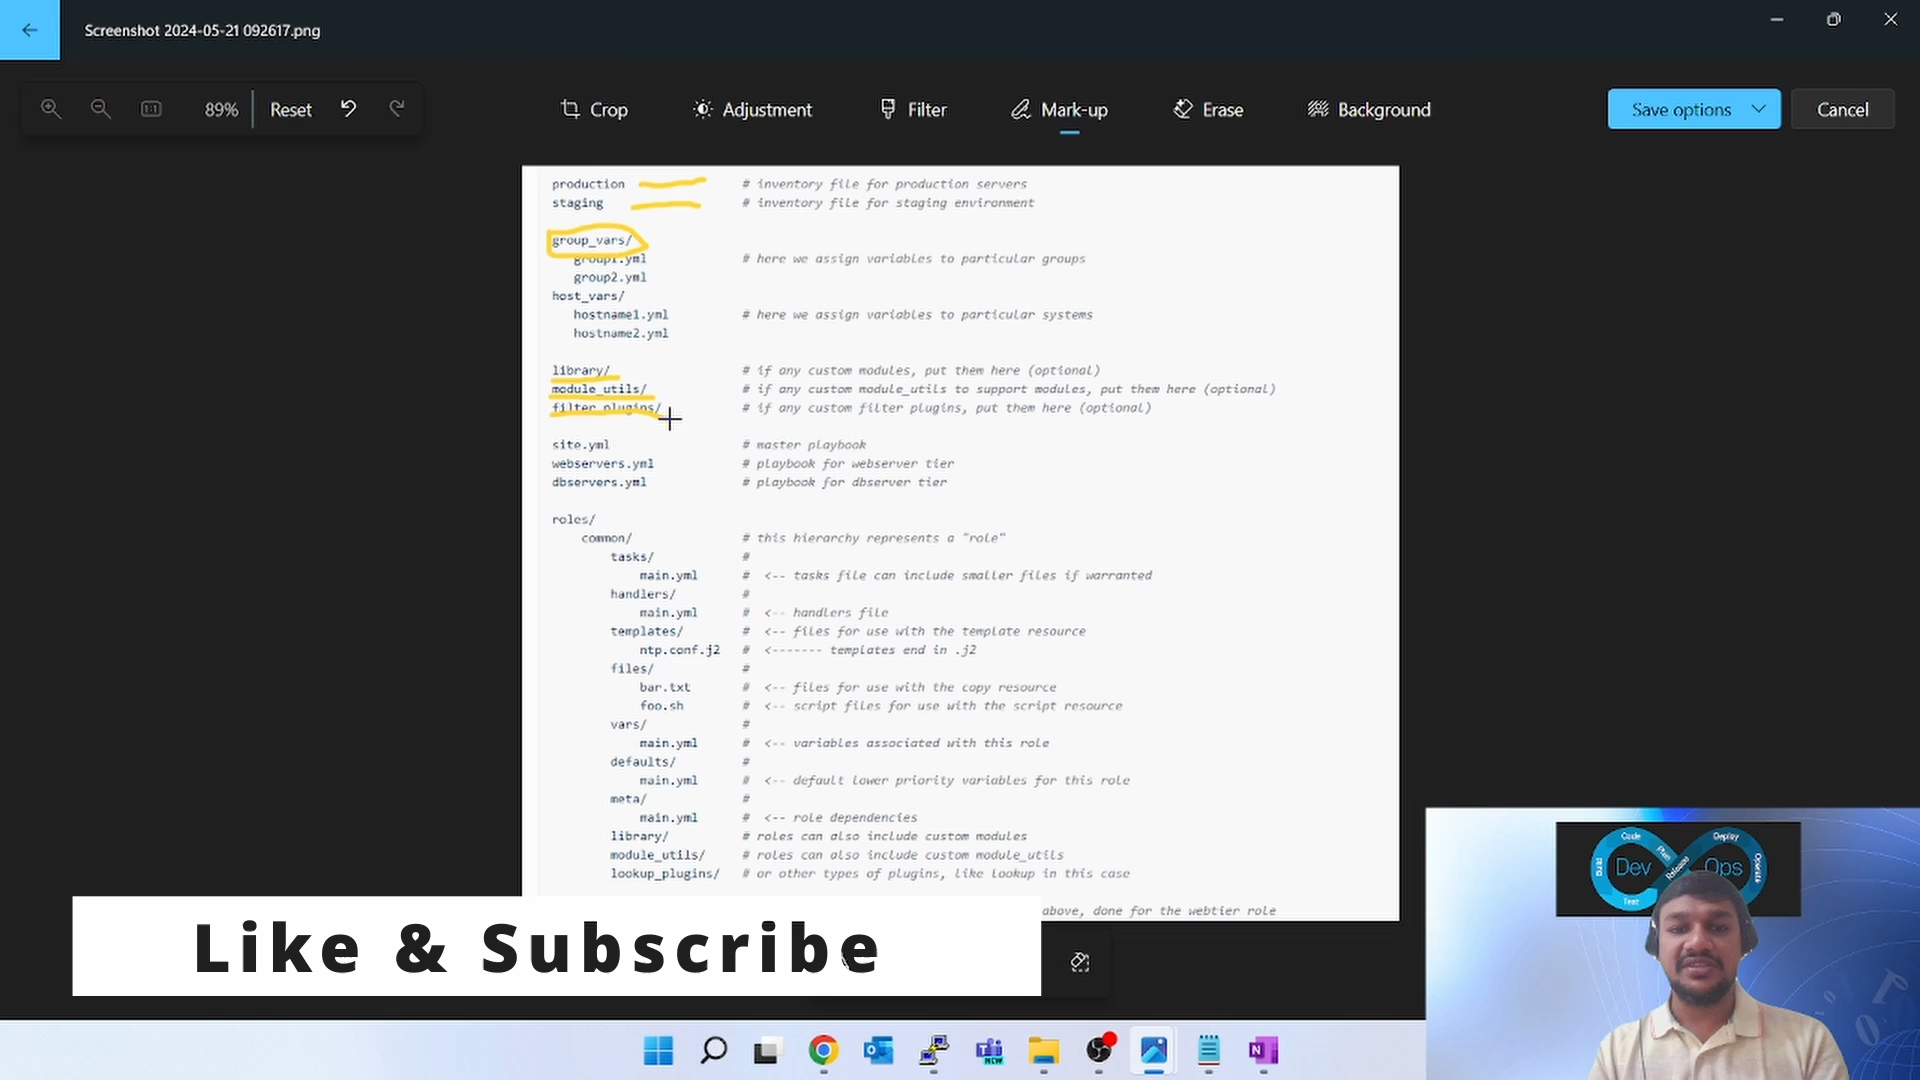 Screenshot 2024-05-21 092617.png
89% Reset Crop Adjustment Filter Mark-up Erase Background Save options Cancel
production # inventory file for production servers
staging # inventory file for staging environment
group_vars/
group1.yml # here we assign variables to particular groups
group2.yml
host_vars/
hostname1.yml # here we assign variables to particular systems
hostname2.yml
library/ # if any custom modules, put them here (optional)
module_utils/ # if any custom module_utils to support modules, put them here (optional)
filter_plugins/ # if any custom filter plugins, put them here (optional)
site.yml # master playbook
webservers.yml # playbook for webserver tier
dbservers.yml # playbook for dbserver tier
roles/
common/ # this hierarchy represents a "role"
tasks/ #
main.yml # <-- tasks file can include smaller files if warranted
handlers/ #
main.yml # <-- handlers file
templates/ # <-- files for use with the template resource
ntp.conf.j2 # <------- templates end in .j2
files/ #
bar.txt # <-- files for use with the copy resource
foo.sh # <-- script files for use with the script resource
vars/ #
main.yml # <-- variables associated with this role
defaults/ #
main.yml # <-- default lower priority variables for this role
meta/ #
main.yml # <-- role dependencies
library/ # roles can also include custom modules
module_utils/ # roles can also include custom module_utils
lookup_plugins/ # or other types of plugins, like lookup in this case
above, done for the webtier role
Like & Subscribe
Code
Plan
Build
Test
Release
Deploy
Operate
Dev Ops
NEW